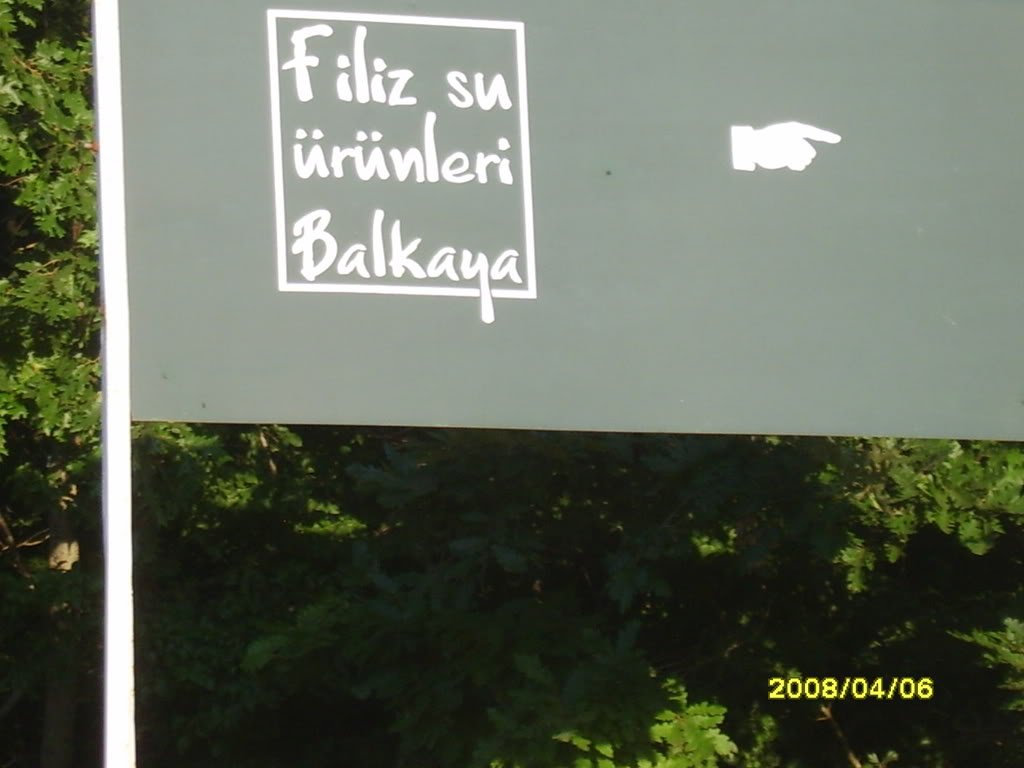 Filiz su
ürünleri
Balkaya
2008/04/06